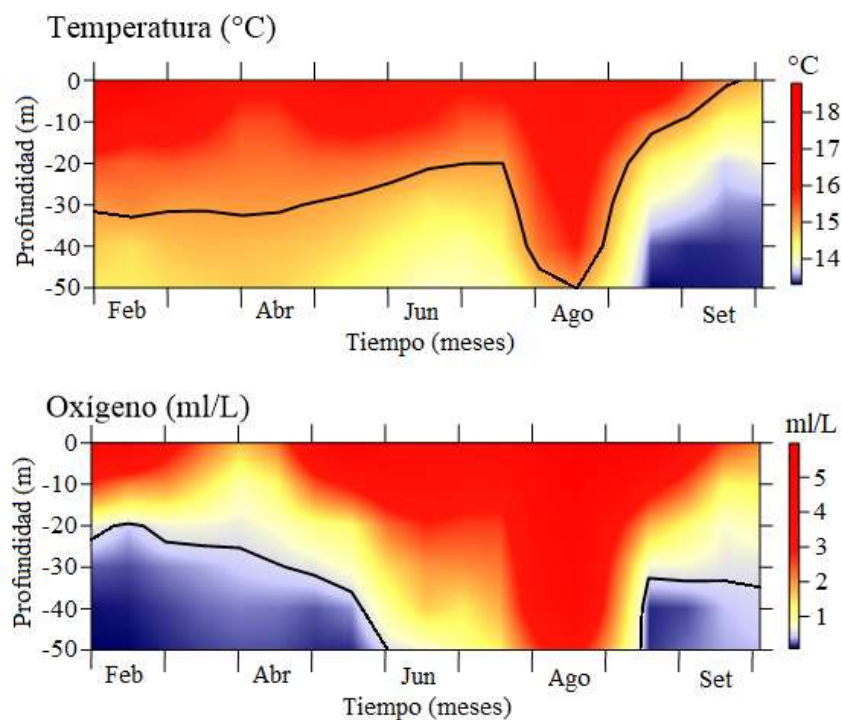 Temperatura (°C)
°C
0
-10
-20
-30
-40
-50
Profundidad (m)
18
17
16
15
14
Feb
Abr
Jun
Ago
Set
Tiempo (meses)
Oxígeno (ml/L)
ml/L
0
-10
-20
-30
-40
-50
Profundidad (m)
5
4
3
2
1
Feb
Abr
Jun
Ago
Set
Tiempo (meses)